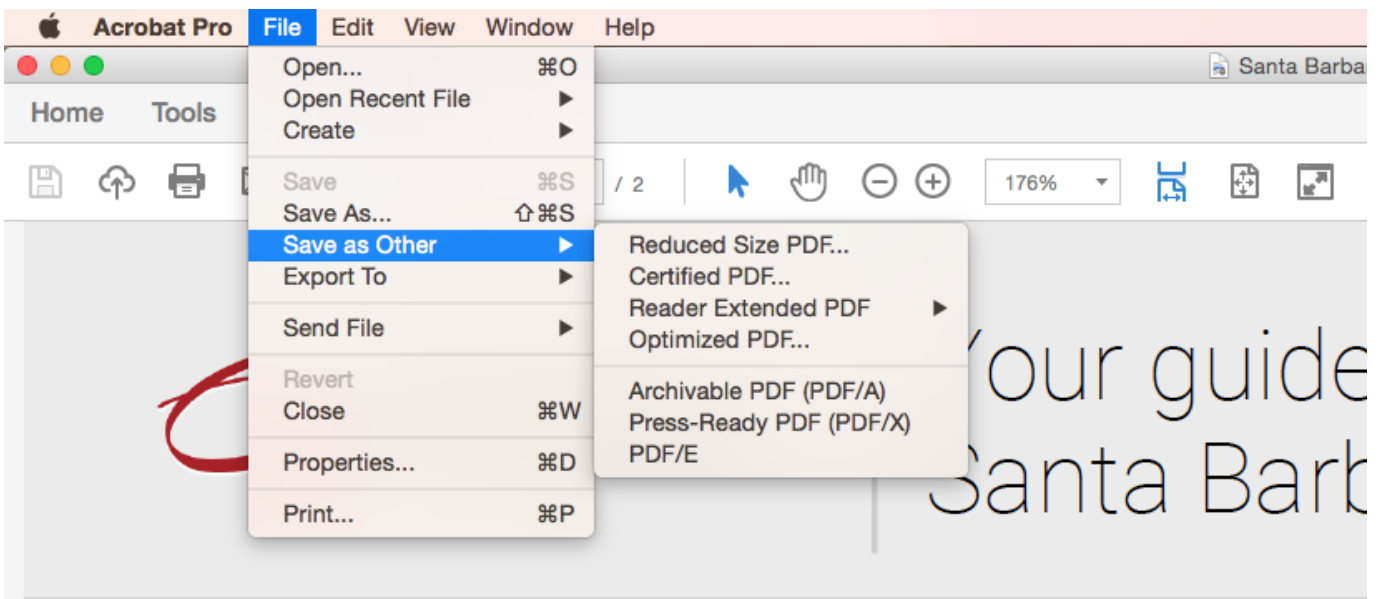 Acrobat Pro File Edit View Window Help
Santa Barba
Home Tools
Open... ⌘O
Open Recent File ▶
Create ▶
Save ⌘S
Save As... ⇧⌘S
Save as Other ▶
Export To ▶
Send File ▶
Revert
Close ⌘W
Properties... ⌘D
Print... ⌘P
/ 2 176%
Reduced Size PDF...
Certified PDF...
Reader Extended PDF ▶
Optimized PDF...
Archivable PDF (PDF/A)
Press-Ready PDF (PDF/X)
PDF/E
Your guide
Santa Barb